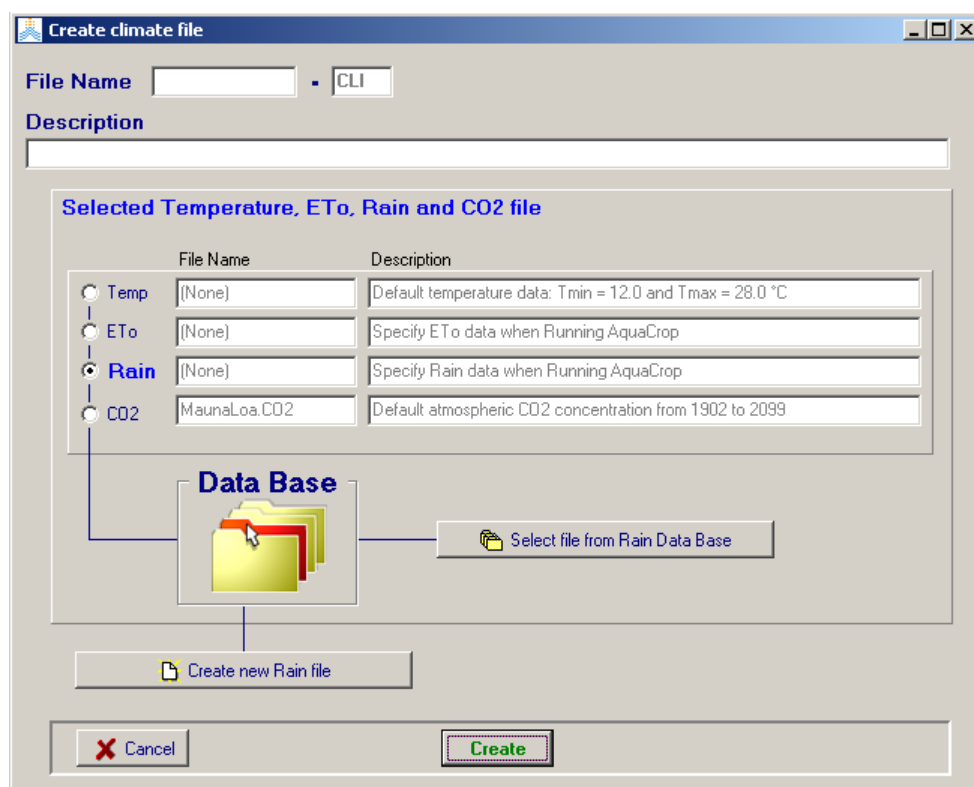 Create climate file
File Name - CLI
Description
Selected Temperature, ETo, Rain and CO2 file
File Name Description
Temp (None) Default temperature data: Tmin = 12.0 and Tmax = 28.0 °C
ETo (None) Specify ETo data when Running AquaCrop
Rain (None) Specify Rain data when Running AquaCrop
CO2 MaunaLoa.CO2 Default atmospheric CO2 concentration from 1902 to 2099
Data Base
Select file from Rain Data Base
Create new Rain file
Cancel Create